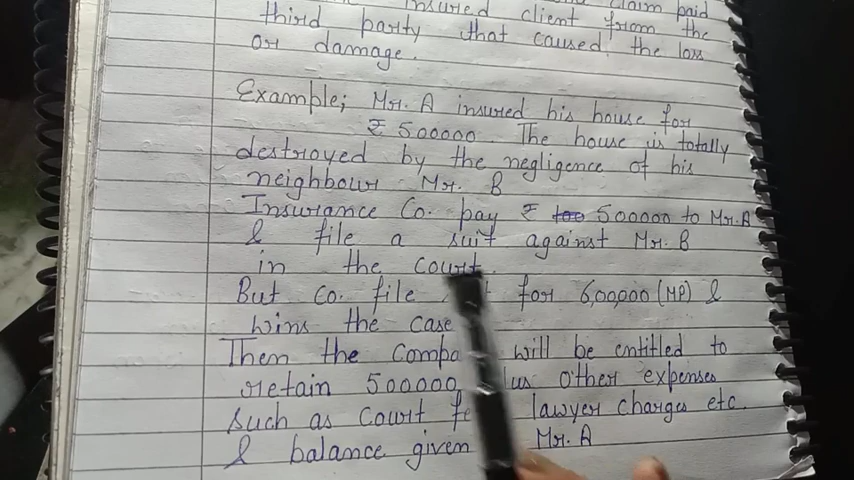 insured client from the claim paid
third party that caused the loss
or damage.
Example; Mr. A insured his house for
₹ 500000. The house is totally
destroyed by the negligence of his
neighbour Mr. B
Insurance Co. pay ₹ 500000 to Mr. A
& file a suit against Mr. B
in the court.
But co. file for 6,00,000 (MP) &
wins the case
Then the will be entitled to
retain 500000 other expenses
such as court lawyer charges etc.
& balance given Mr. A